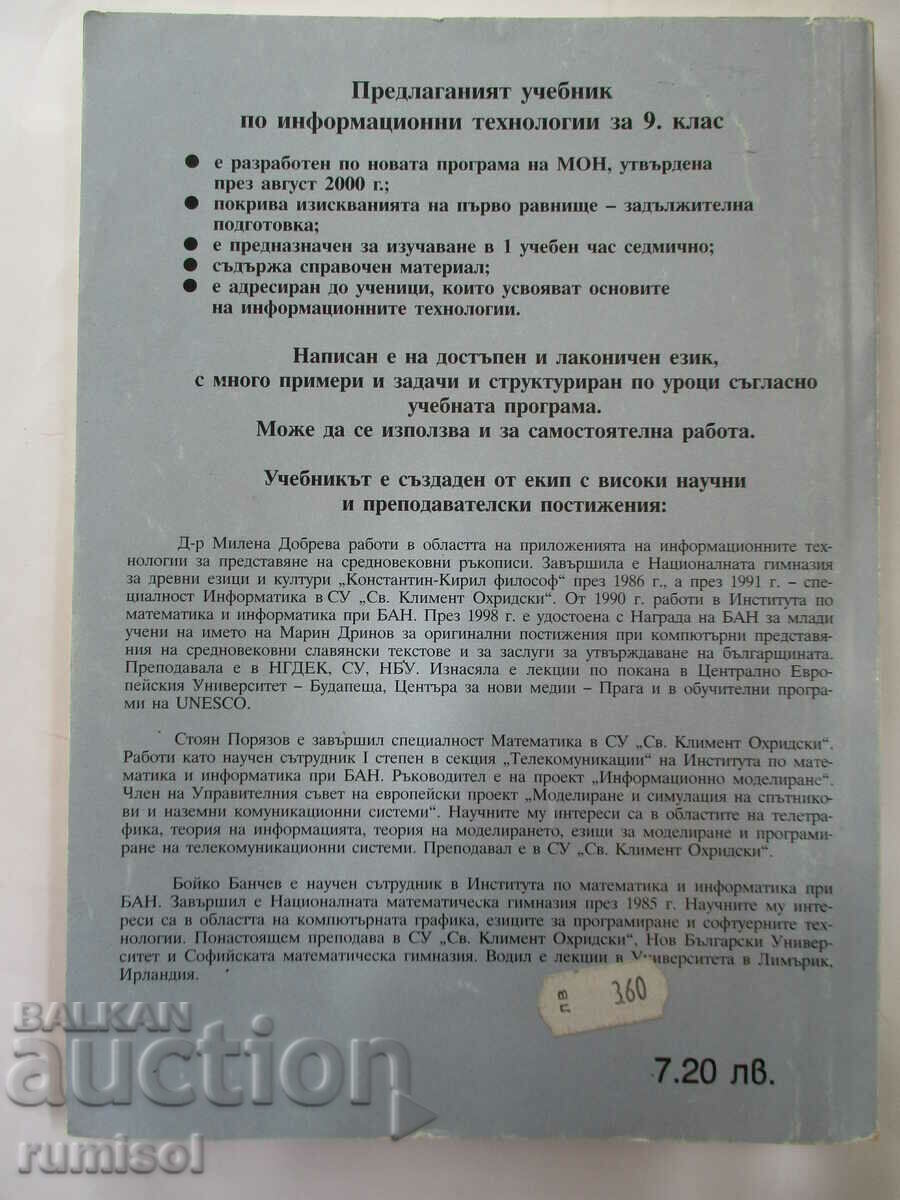 Предлаганият учебник
по информационни технологии за 9. клас
● е разработен по новата програма на МОН, утвърдена
през август 2000 г.;
● покрива изискванията на първо равнище – задължителна
подготовка;
● е предназначен за изучаване в 1 учебен час седмично;
● съдържа справочен материал;
● е адресиран до ученици, които усвояват основите
на информационните технологии.
Написан е на достъпен и лаконичен език,
с много примери и задачи и структуриран по уроци съгласно
учебната програма.
Може да се използва и за самостоятелна работа.
Учебникът е създаден от екип с високи научни
и преподавателски постижения:
Д-р Милена Добрева работи в областта на приложенията на информационните тех-
нологии за представяне на средновековни ръкописи. Завършила е Националната гимназия
за древни езици и култури „Константин-Кирил философ“ през 1986 г., а през 1991 г. – спе-
циалност Информатика в СУ „Св. Климент Охридски“. От 1990 г. работи в Института по
математика и информатика при БАН. През 1998 г. е удостоена с Награда на БАН за млади
учени на името на Марин Дринов за оригинални постижения при компютърни представя-
ния на средновековни славянски текстове и за заслуги за утвърждаване на българщината.
Преподавала е в НГДЕК, СУ, НБУ. Изнасяла е лекции по покана в Централно Евро-
пейския Университет – Будапеща, Центъра за нови медии – Прага и в обучителни програ-
ми на UNESCO.
Стоян Порязов е завършил специалност Математика в СУ „Св. Климент Охридски“.
Работи като научен сътрудник I степен в секция „Телекомуникации“ на Института по мате-
матика и информатика при БАН. Ръководител е на проект „Информационно моделиране“.
Член на Управителния съвет на европейски проект „Моделиране и симулация на спътнико-
ви и наземни комуникационни системи“. Научните му интереси са в областите на телетра-
фика, теория на информацията, теория на моделирането, езици за моделиране и програми-
ране на телекомуникационни системи. Преподавал е в СУ „Св. Климент Охридски“.
Бойко Банчев е научен сътрудник в Института по математика и информатика при
БАН. Завършил е Националната математическа гимназия през 1985 г. Научните му инте-
реси са в областта на компютърната графика, езиците за програмиране и софтуерните тех-
нологии. Понастоящем преподава в СУ „Св. Климент Охридски“, Нов Български Универ-
ситет и Софийската математическа гимназия. Водил е лекции в Университета в Лимърик,
Ирландия.
лв 360
7.20 лв.
BALKAN
auction
rumisol